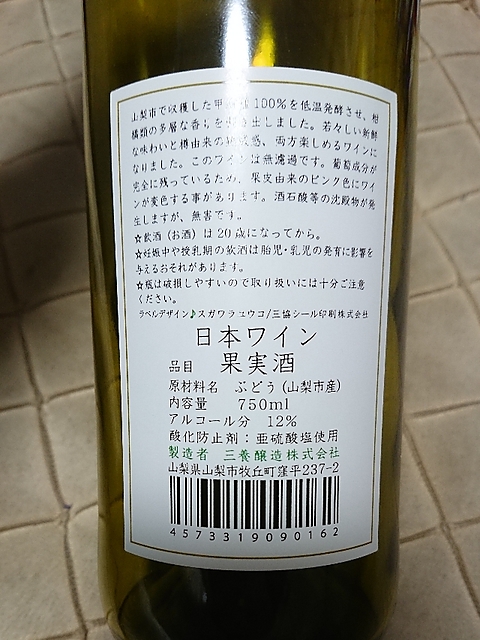 山梨市で収穫した甲州 100%を低温発酵させ、柑
橘類の多層な香りを引き出しました。若々しい新鮮
な味わいと樽由来の熟成感、両方楽しめるワインに
なりました。このワインは無濾過です。葡萄成分が
完全に残っているため、果皮由来のピンク色にワイ
ンが変色する事があります。酒石酸等の沈殿物が発
生しますが、無害です。
☆飲酒（お酒）は20歳になってから。
☆妊娠中や授乳期の飲酒は胎児・乳児の発育に影響を
与えるおそれがあります。
☆瓶は破損しやすいので取り扱いには十分ご注意
ください。
ラベルデザイン♪スガワラユウコ/三協シール印刷株式会社
日本ワイン
品目 果実酒
原材料名 ぶどう(山梨市産)
内容量 750ml
アルコール分 12%
酸化防止剤：亜硫酸塩使用
製造者 三養醸造株式会社
山梨県山梨市牧丘町窪平237-2
4573319090162